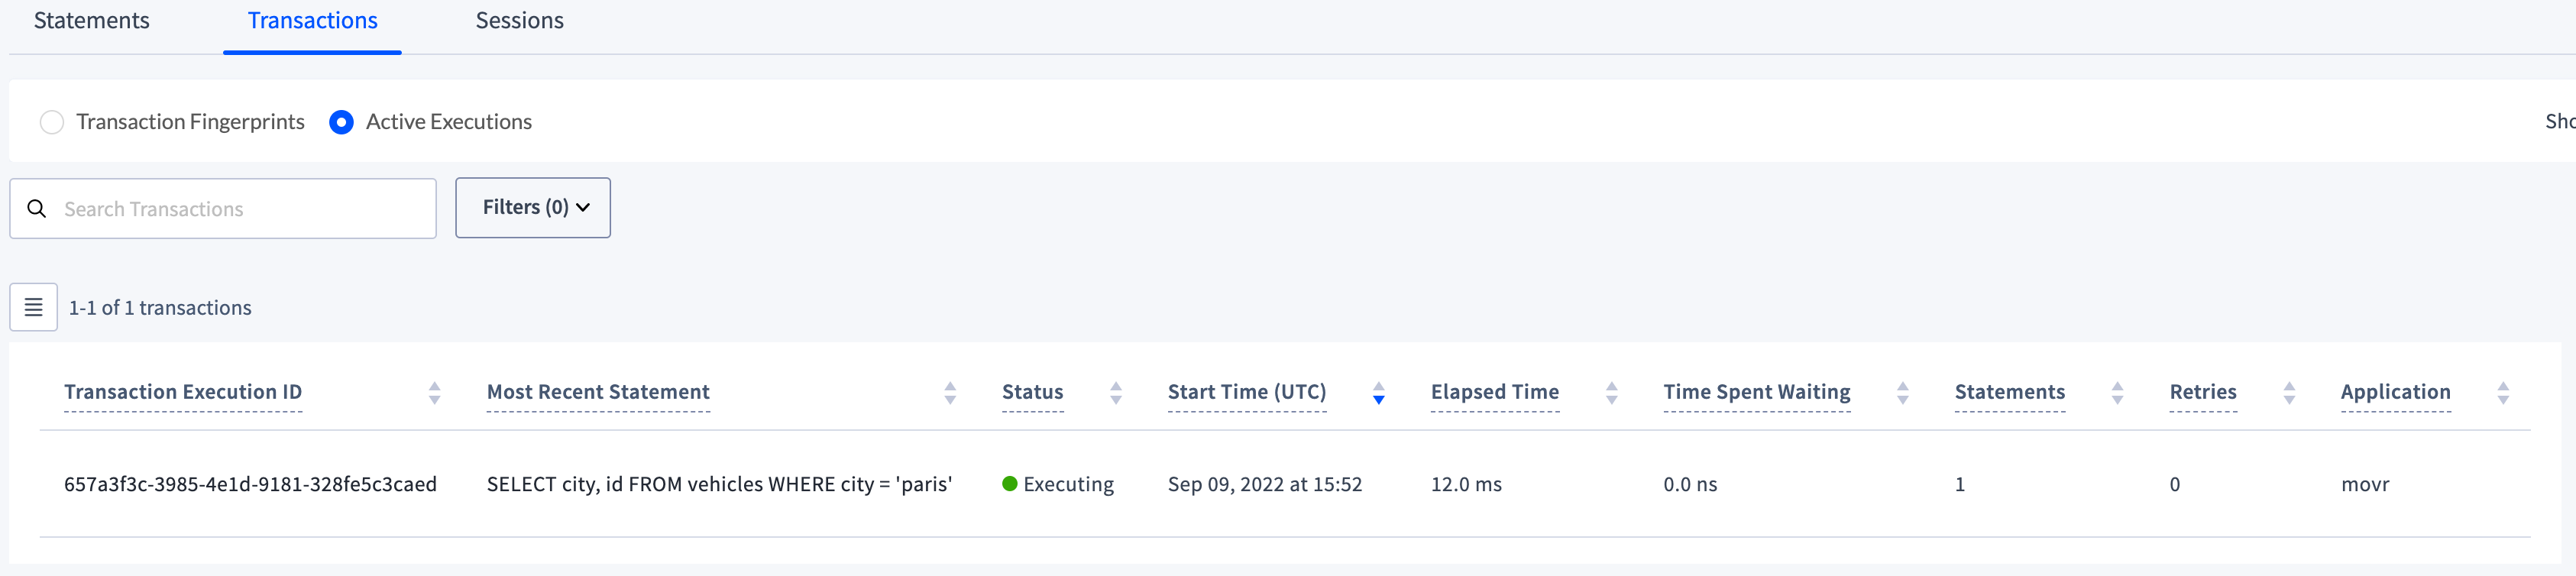 Statements Transactions Sessions
Transaction Fingerprints Active Executions
Search Transactions Filters (0)
1-1 of 1 transactions
Transaction Execution ID Most Recent Statement Status Start Time (UTC) Elapsed Time Time Spent Waiting Statements Retries Application
657a3f3c-3985-4e1d-9181-328fe5c3caed SELECT city, id FROM vehicles WHERE city = 'paris' Executing Sep 09, 2022 at 15:52 12.0 ms 0.0 ns 1 0 movr